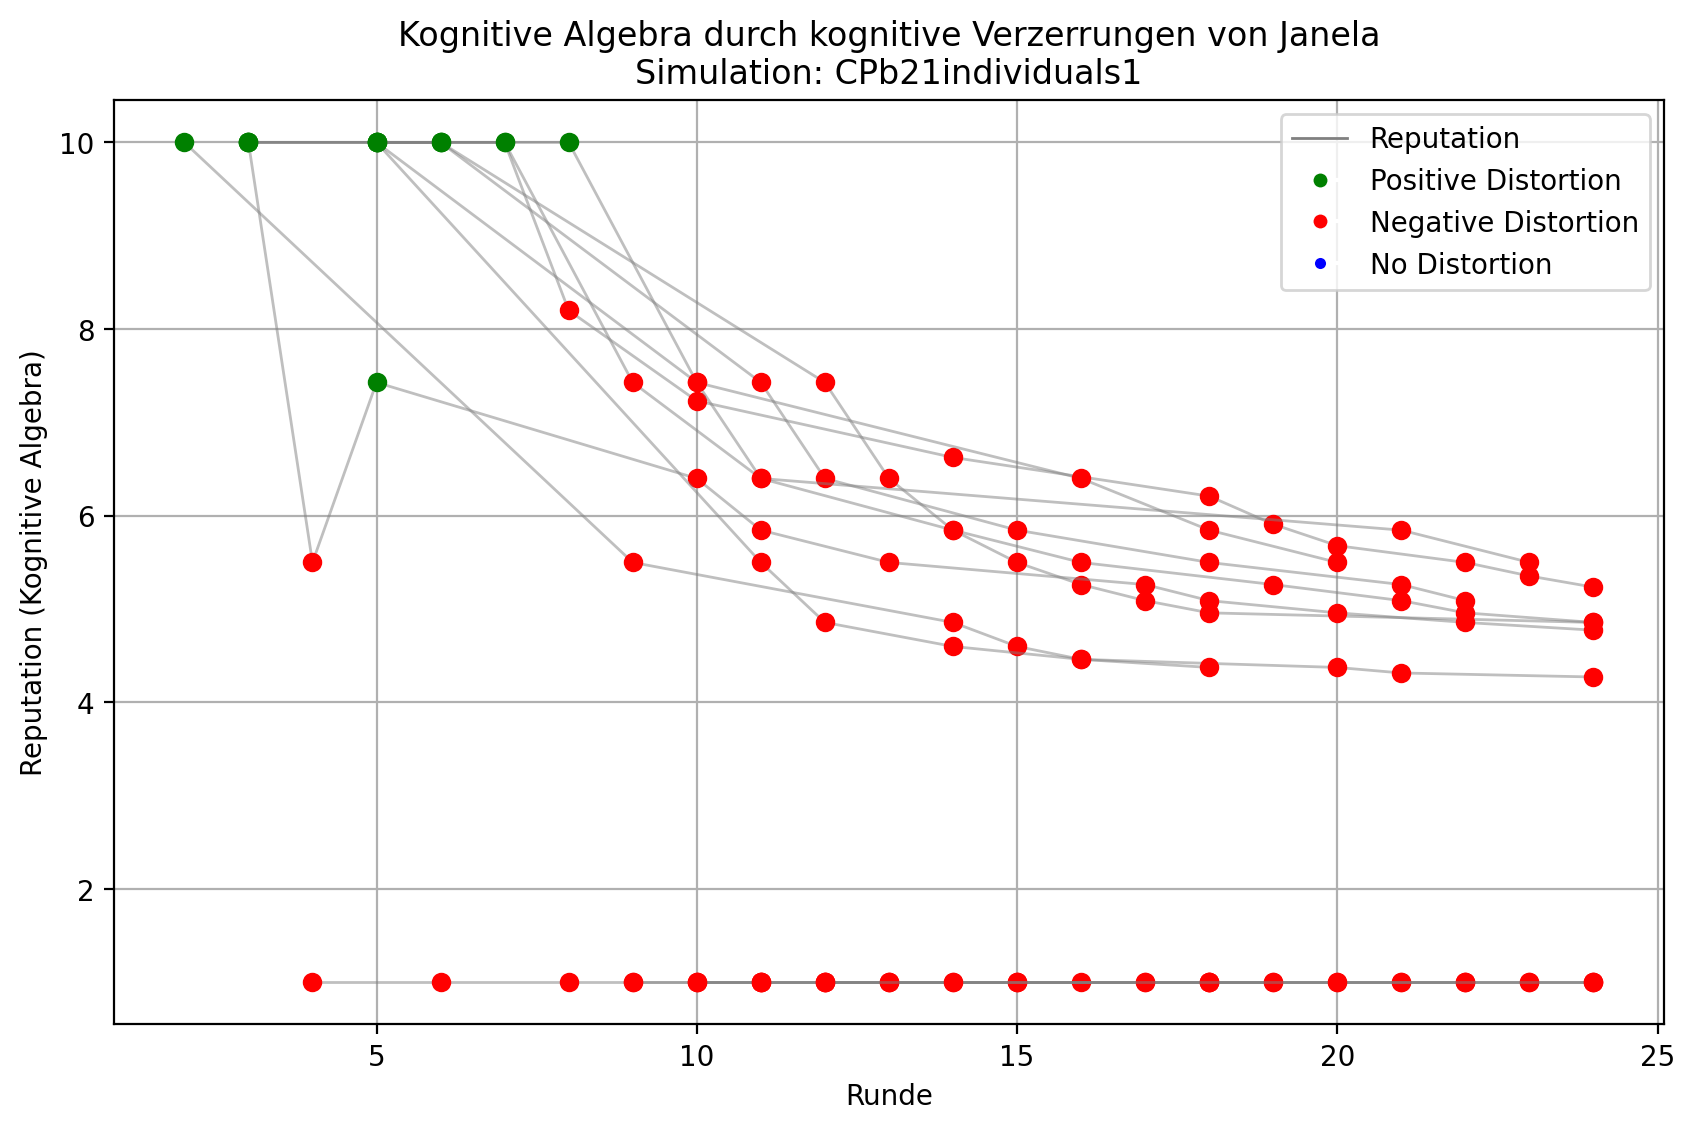 Kognitive Algebra durch kognitive Verzerrungen von Janela
Simulation: CPb21individuals1
Reputation
Positive Distortion
Negative Distortion
No Distortion
Reputation (Kognitive Algebra)
10
8
6
4
2
5
10
15
20
25
Runde